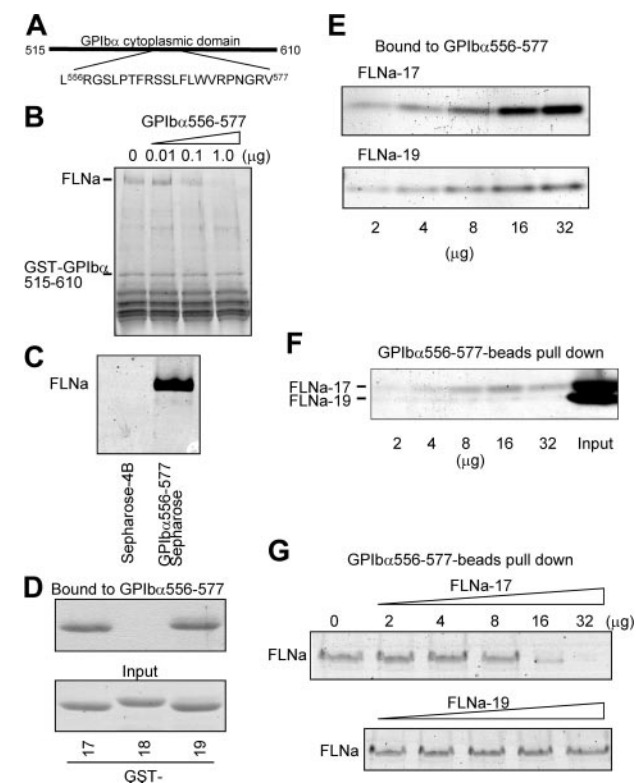 A
GPIbα cytoplasmic domain
515 610
L⁵⁵⁶RGSLPTFRSSLFLWVRPNGRV⁵⁷⁷
B
GPIbα556-577
0 0.01 0.1 1.0 (μg)
FLNa
GST-GPIbα
515-610
C
FLNa
Sepharose-4B
GPIbα556-577
Sepharose
D
Bound to GPIbα556-577
Input
17 18 19
GST-
E
Bound to GPIbα556-577
FLNa-17
FLNa-19
2 4 8 16 32
(μg)
F
GPIbα556-577-beads pull down
FLNa-17
FLNa-19
2 4 8 16 32 Input
(μg)
G
GPIbα556-577-beads pull down
FLNa-17
0 2 4 8 16 32 (μg)
FLNa
FLNa-19
FLNa